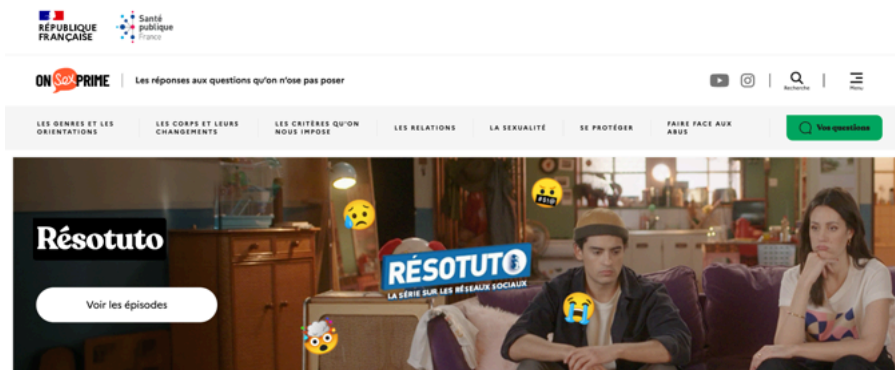 RÉPUBLIQUE
FRANÇAISE
Santé
publique
France
ON Sex PRIME
Les réponses aux questions qu'on n'ose pas poser
Recherche
Menu
LES GENRES ET LES
ORIENTATIONS
LES CORPS ET LEURS
CHANGEMENTS
LES CRITÈRES QU'ON
NOUS IMPOSE
LES RELATIONS
LA SEXUALITÉ
SE PROTÉGER
FAIRE FACE AUX
ABUS
Vos questions
Résotuto
Voir les épisodes
RÉSOTUTO
LA SÉRIE SUR LES RÉSEAUX SOCIAUX